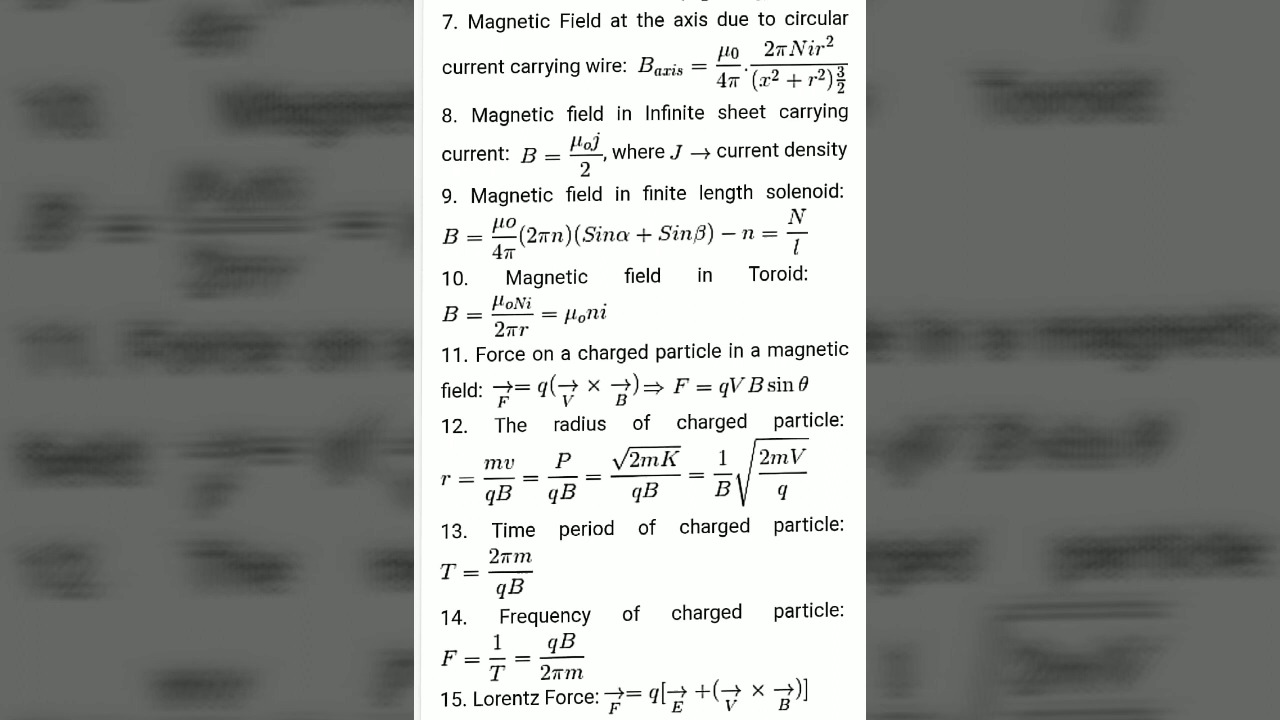 7. Magnetic Field at the axis due to circular
current carrying wire: B_axis = μ0/4π . 2πNir²/(x² + r²)^3/2
8. Magnetic field in Infinite sheet carrying
current: B = μₒj/2, where J → current density
9. Magnetic field in finite length solenoid:
B = μo/4π (2πn)(Sinα + Sinβ) − n = N/l
10. Magnetic field in Toroid:
B = μₒNi/2πr = μₒni
11. Force on a charged particle in a magnetic
field: →F = q(→V × →B) ⇒ F = qVB sin θ
12. The radius of charged particle:
r = mv/qB = P/qB = √2mK/qB = 1/B √(2mV/q)
13. Time period of charged particle:
T = 2πm/qB
14. Frequency of charged particle:
F = 1/T = qB/2πm
15. Lorentz Force: →F = q[→E + (→V × →B)]